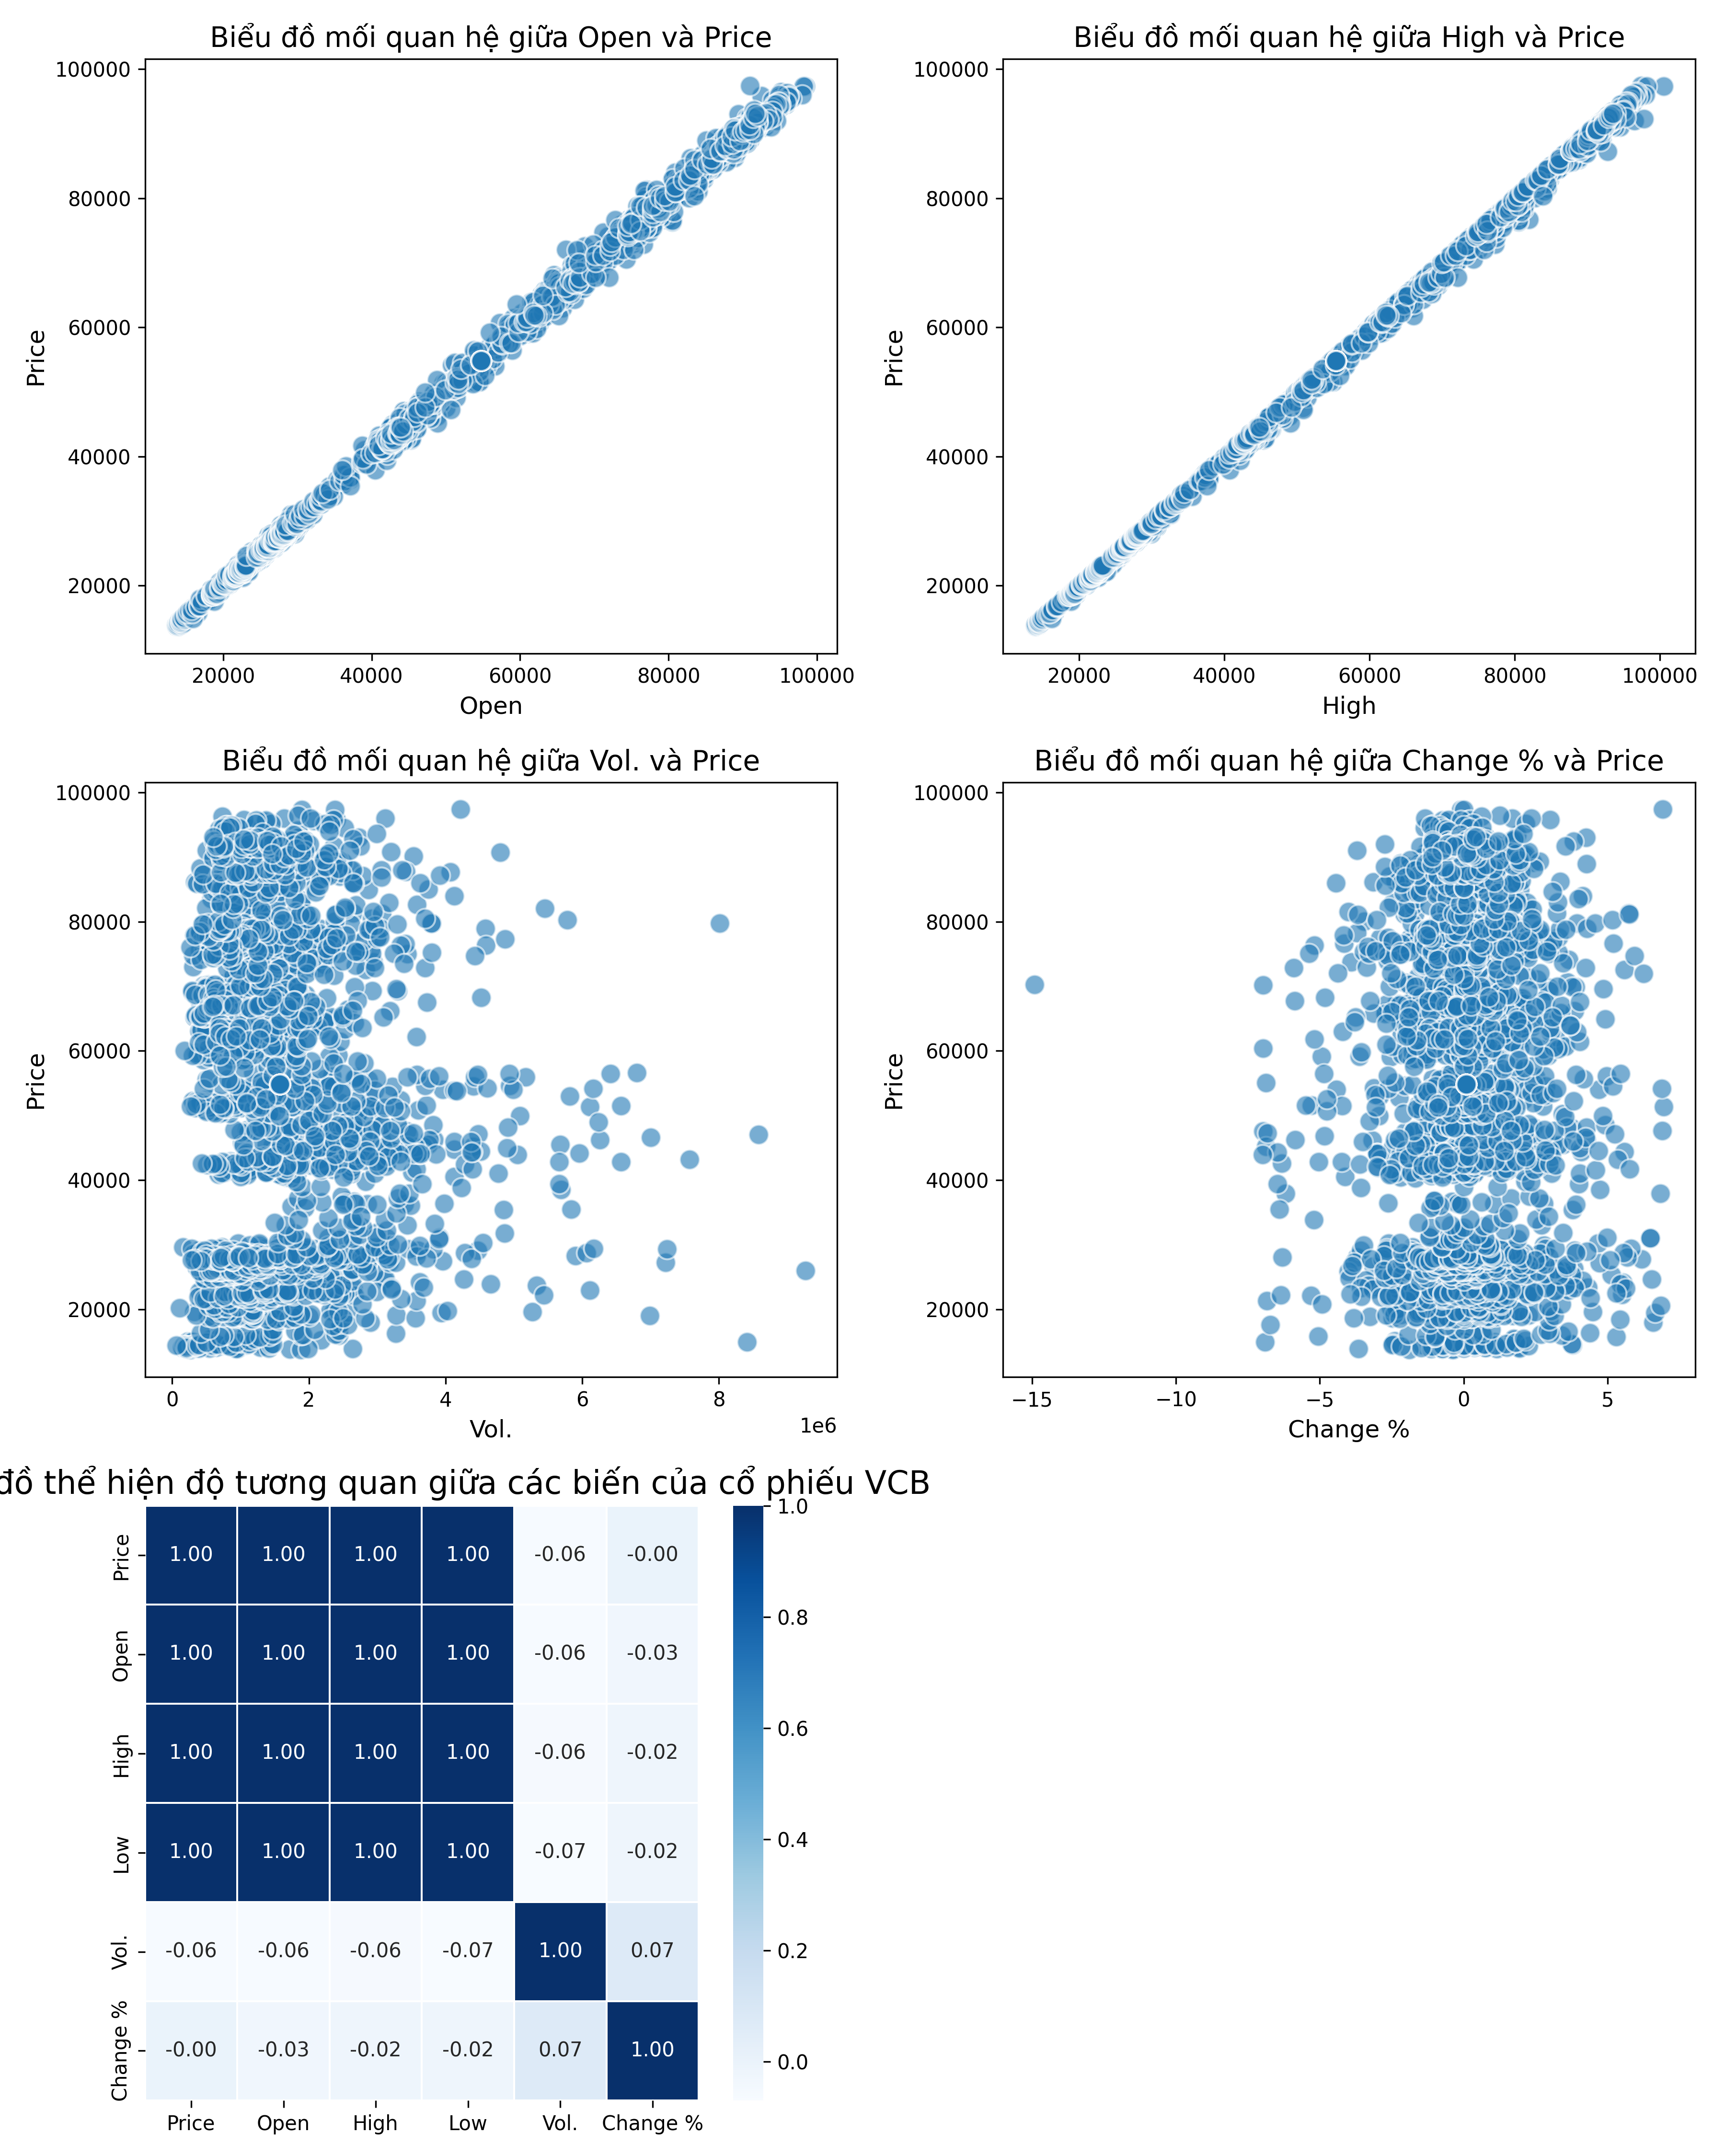 Biểu đồ mối quan hệ giữa Open và Price
100000
80000
60000
40000
20000
Price
20000 40000 60000 80000 100000
Open
Biểu đồ mối quan hệ giữa High và Price
100000
80000
60000
40000
20000
Price
20000 40000 60000 80000 100000
High
Biểu đồ mối quan hệ giữa Vol. và Price
100000
80000
60000
40000
20000
Price
0 2 4 6 8
1e6
Vol.
Biểu đồ mối quan hệ giữa Change % và Price
100000
80000
60000
40000
20000
Price
−15 −10 −5 0 5
Change %
đồ thể hiện độ tương quan giữa các biến của cổ phiếu VCB
Price 1.00 1.00 1.00 1.00 -0.06 -0.00
Open 1.00 1.00 1.00 1.00 -0.06 -0.03
High 1.00 1.00 1.00 1.00 -0.06 -0.02
Low 1.00 1.00 1.00 1.00 -0.07 -0.02
Vol. -0.06 -0.06 -0.06 -0.07 1.00 0.07
Change % -0.00 -0.03 -0.02 -0.02 0.07 1.00
Price Open High Low Vol. Change %
1.0
0.8
0.6
0.4
0.2
0.0